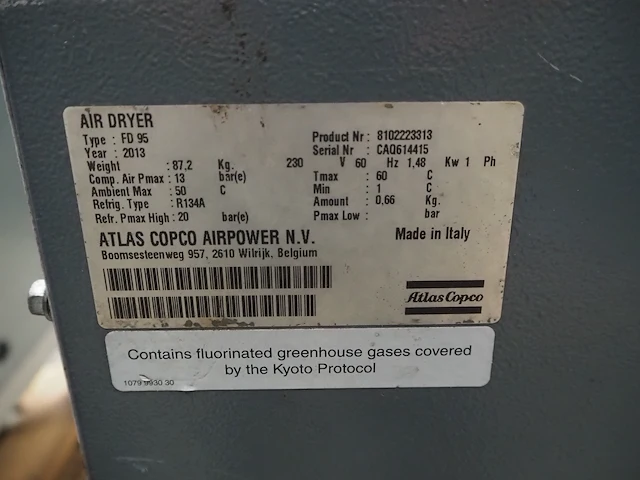 AIR DRYER
Type : FD 95 Product Nr : 8102223313
Year : 2013 Serial Nr : CAQ614415
Weight : 87,2 Kg. 230 V 60 Hz 1,48 Kw 1 Ph
Comp. Air Pmax : 13 bar(e) Tmax : 60 C
Ambient Max : 50 C Min : 1 C
Refrig. Type : R134A Amount : 0,66 Kg.
Refr. Pmax High : 20 bar(e) Pmax Low : bar
ATLAS COPCO AIRPOWER N.V. Made in Italy
Boomsesteenweg 957, 2610 Wilrijk, Belgium
Atlas Copco
Contains fluorinated greenhouse gases covered
by the Kyoto Protocol
1079 9930 30